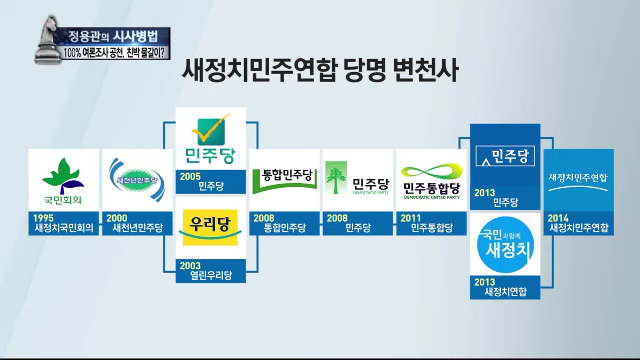 정용관의 시사병법
100% 여론조사 공천, 친박 물갈이?
새정치민주연합 당명 변천사
국민회의
1995
새정치국민회의
새천년민주당
2000
새천년민주당
민주당
2005
민주당
우리당
2003
열린우리당
통합민주당
2008
통합민주당
민주당
DEMOCRATIC PARTY
2008
민주당
민주통합당
DEMOCRATIC UNITED PARTY
2011
민주통합당
민주당
2013
민주당
국민과함께
새정치
2013
새정치연합
새정치민주연합
2014
새정치민주연합